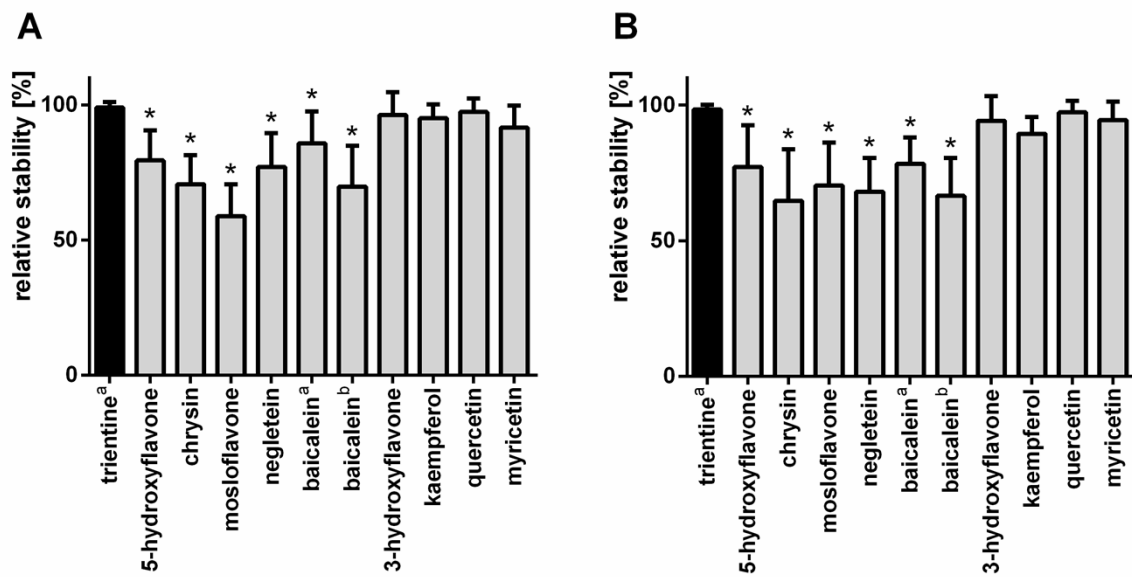 A
relative stability [%]
100
50
0
* * * * * *
trientineᵃ
5-hydroxyflavone
chrysin
mosloflavone
negletein
baicaleinᵃ
baicaleinᵇ
3-hydroxyflavone
kaempferol
quercetin
myricetin
B
relative stability [%]
100
50
0
* * * * * *
trientineᵃ
5-hydroxyflavone
chrysin
mosloflavone
negletein
baicaleinᵃ
baicaleinᵇ
3-hydroxyflavone
kaempferol
quercetin
myricetin